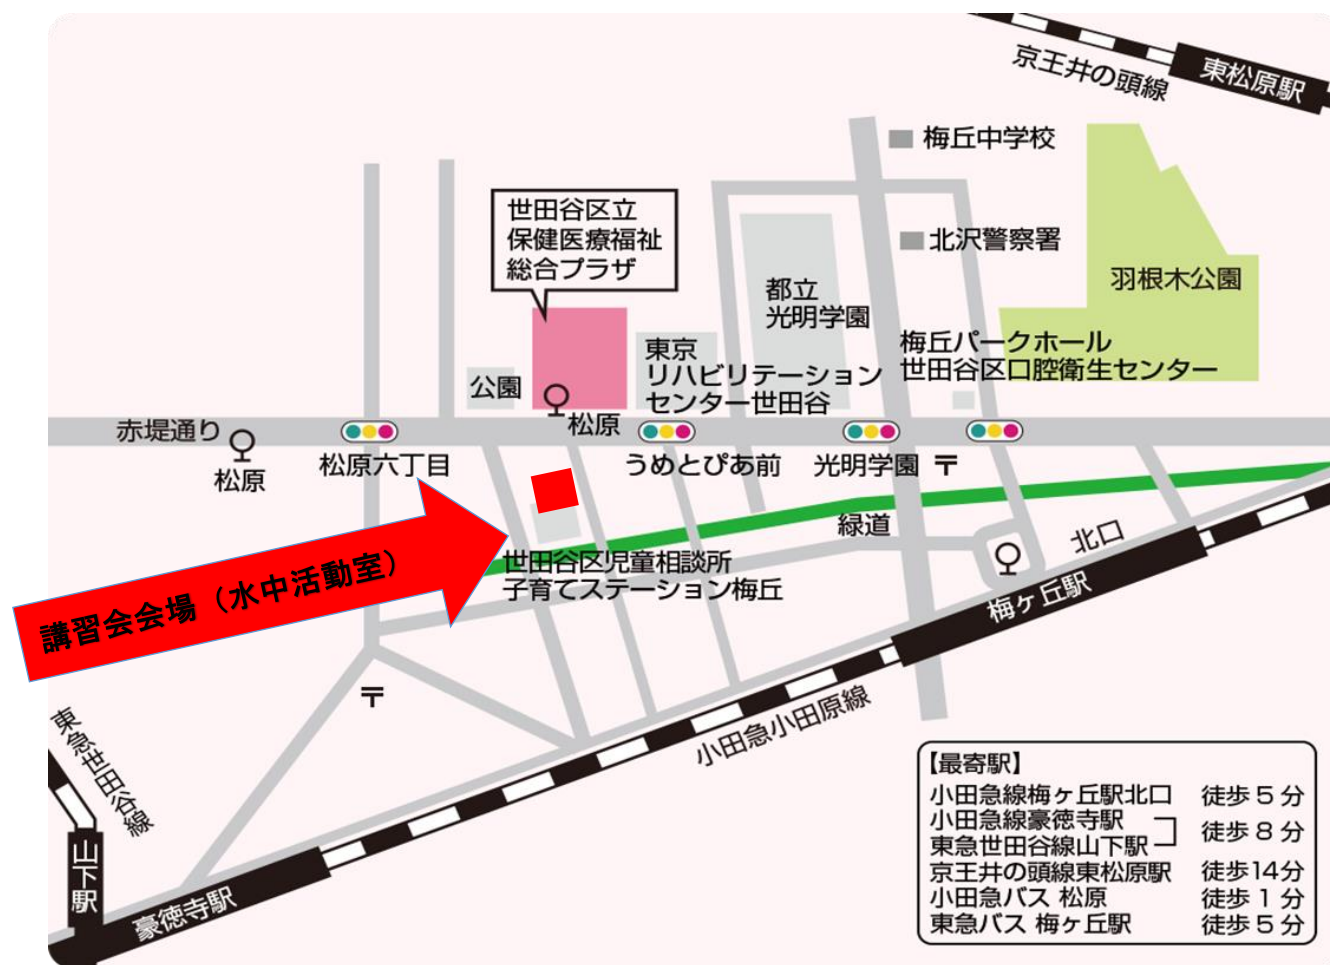 京王井の頭線
東松原駅
梅丘中学校
世田谷区立
保健医療福祉
総合プラザ
北沢警察署
羽根木公園
都立
光明学園
梅丘パークホール
世田谷区口腔衛生センター
東京
リハビリテーション
センター世田谷
公園
松原
赤堤通り
松原
松原六丁目
うめとぴあ前
光明学園
〒
緑道
北口
世田谷区児童相談所
子育てステーション梅丘
講習会会場（水中活動室）
梅ヶ丘駅
〒
小田急小田原線
東急世田谷線
山下駅
豪徳寺駅
【最寄駅】
小田急線梅ヶ丘駅北口 徒歩5分
小田急線豪徳寺駅
東急世田谷線山下駅 徒歩8分
京王井の頭線東松原駅 徒歩14分
小田急バス 松原 徒歩1分
東急バス 梅ヶ丘駅 徒歩5分